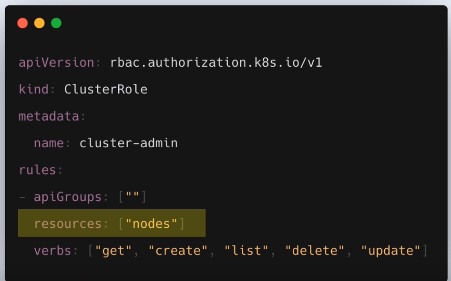 apiVersion: rbac.authorization.k8s.io/v1
kind: ClusterRole
metadata:
  name: cluster-admin
rules:
- apiGroups: [""]
  resources: ["nodes"]
  verbs: ["get", "create", "list", "delete", "update"]